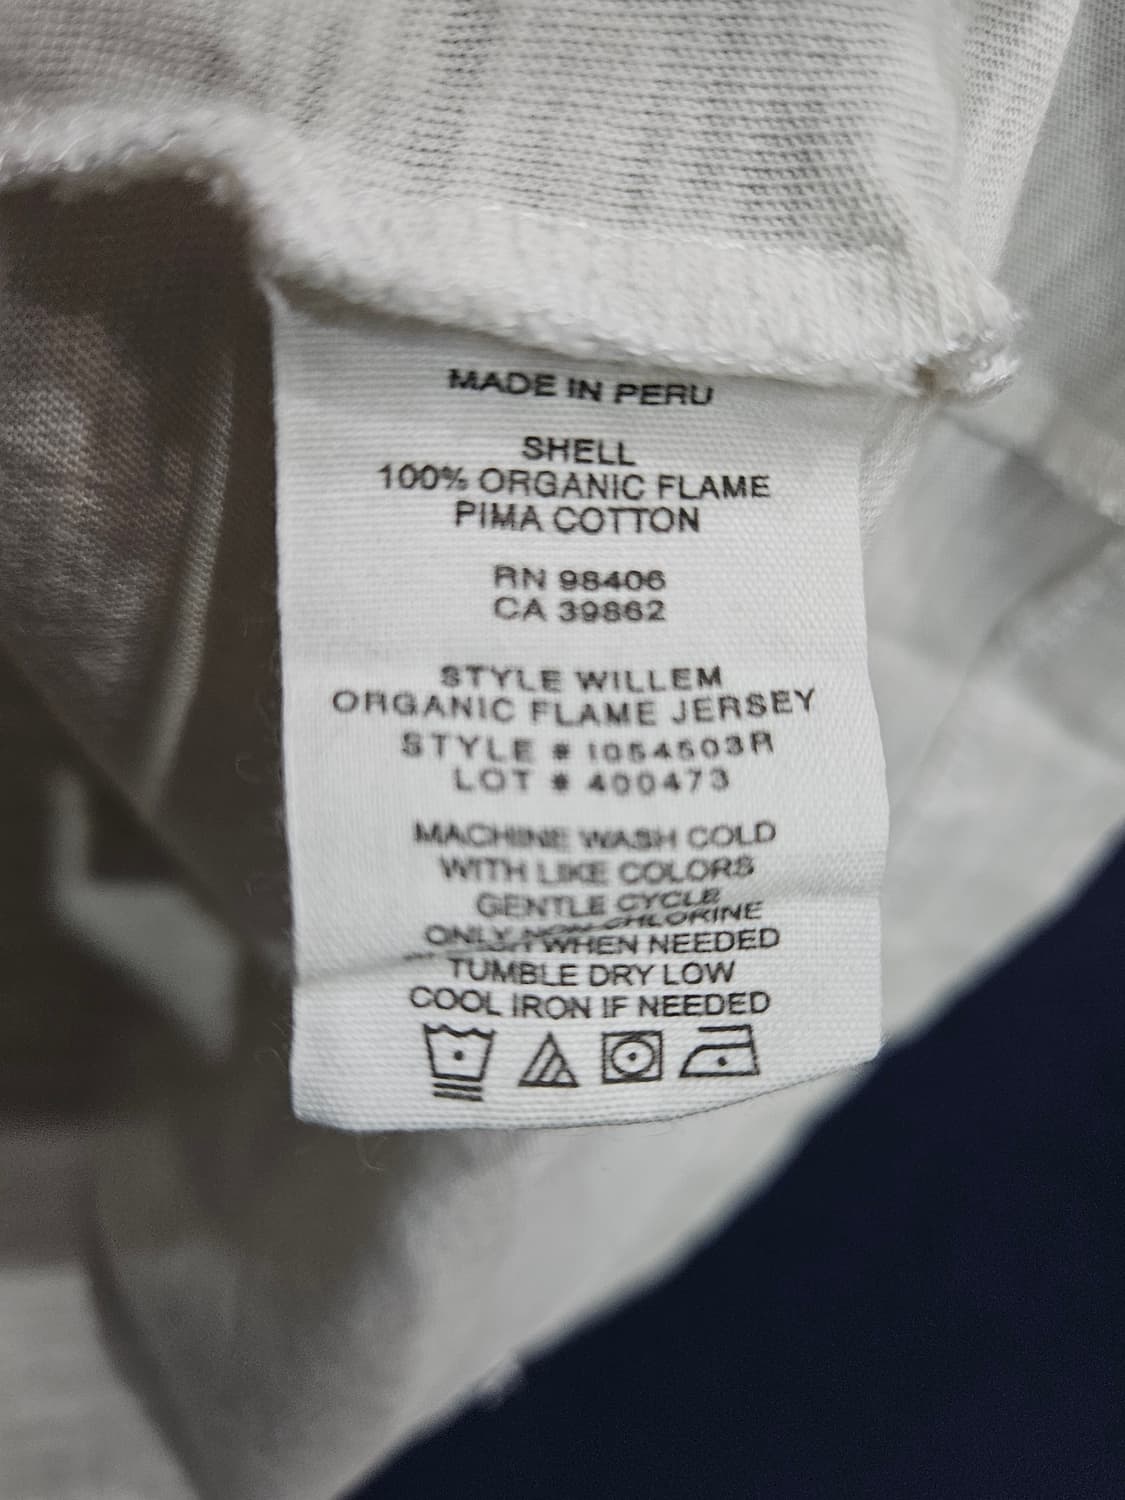 MADE IN PERU
SHELL
100% ORGANIC FLAME
PIMA COTTON
RN 98406
CA 39862
STYLE WILLEM
ORGANIC FLAME JERSEY
STYLE # 1054503R
LOT # 400473
MACHINE WASH COLD
WITH LIKE COLORS
GENTLE CYCLE
ONLY NON-CHLORINE
WHEN NEEDED
TUMBLE DRY LOW
COOL IRON IF NEEDED